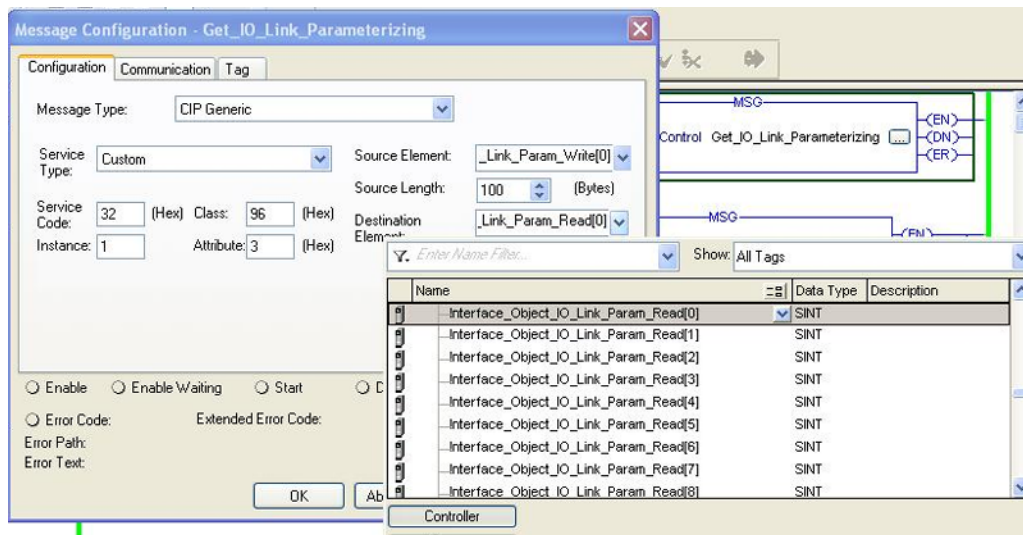 Message Configuration - Get_IO_Link_Parameterizing
Configuration Communication Tag
Message Type: CIP Generic
Service Type: Custom
Source Element: _Link_Param_Write[0]
Source Length: 100 (Bytes)
Service Code: 32 (Hex) Class: 96 (Hex)
Destination Element: _Link_Param_Read[0]
Instance: 1 Attribute: 3 (Hex)
MSG
Control Get_IO_Link_Parameterizing ...
(EN)
(DN)
(ER)
MSG
(EN)
Enter Name Filter... Show: All Tags
Name Data Type Description
Interface_Object_IO_Link_Param_Read[0] SINT
Interface_Object_IO_Link_Param_Read[1] SINT
Interface_Object_IO_Link_Param_Read[2] SINT
Interface_Object_IO_Link_Param_Read[3] SINT
Interface_Object_IO_Link_Param_Read[4] SINT
Interface_Object_IO_Link_Param_Read[5] SINT
Interface_Object_IO_Link_Param_Read[6] SINT
Interface_Object_IO_Link_Param_Read[7] SINT
Interface_Object_IO_Link_Param_Read[8] SINT
Controller
Enable Enable Waiting Start D
Error Code: Extended Error Code:
Error Path:
Error Text:
OK Ab